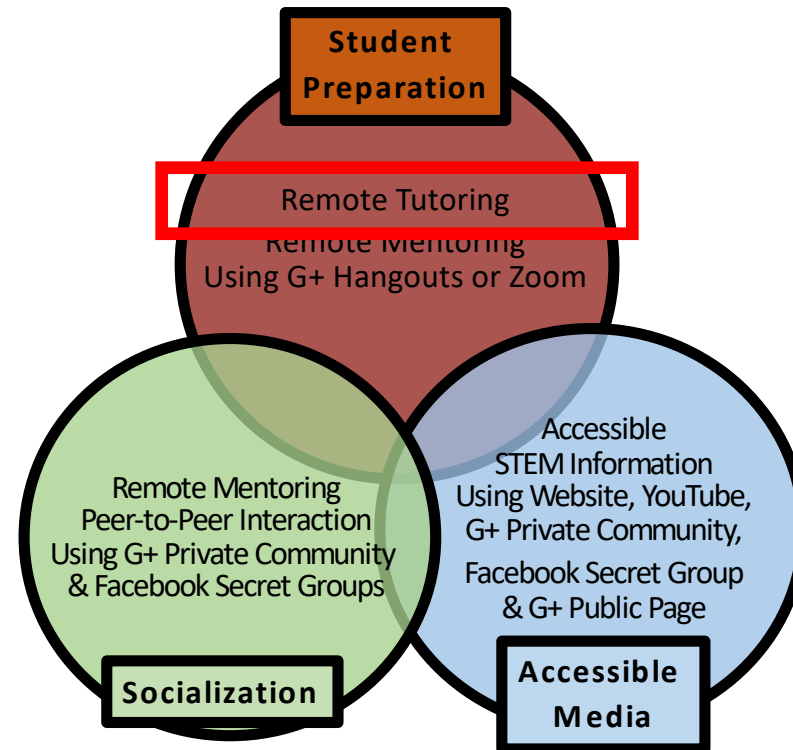 Student
Preparation
Remote Tutoring
Remote Mentoring
Using G+ Hangouts or Zoom
Remote Mentoring
Peer-to-Peer Interaction
Using G+ Private Community
& Facebook Secret Groups
Socialization
Accessible
STEM Information
Using Website, YouTube,
G+ Private Community,
Facebook Secret Group
& G+ Public Page
Accessible
Media